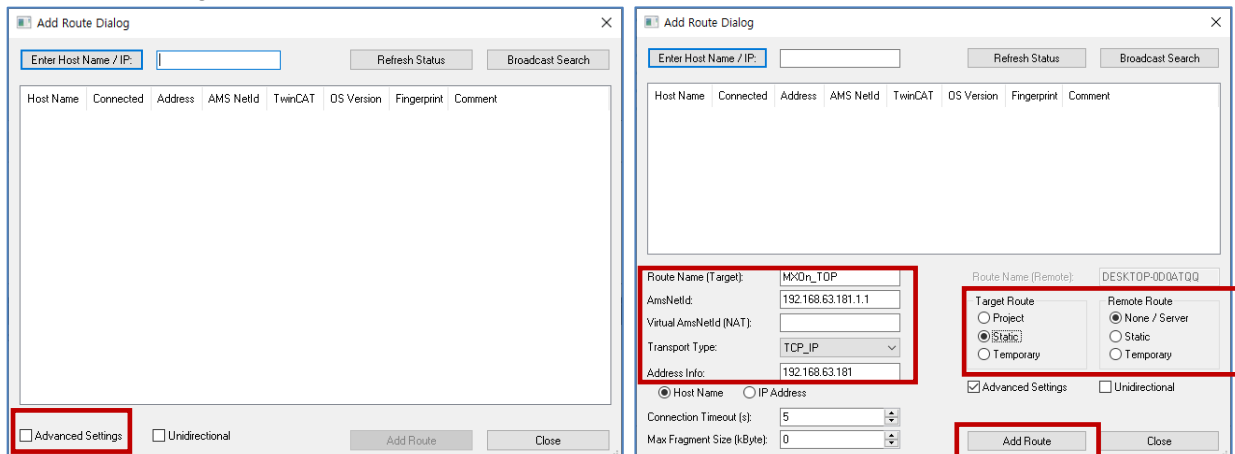 Add Route Dialog
Enter Host Name / IP:
Refresh Status
Broadcast Search
Host Name Connected Address AMS NetId TwinCAT OS Version Fingerprint Comment
Advanced Settings
Unidirectional
Add Route
Close
Add Route Dialog
Enter Host Name / IP:
Refresh Status
Broadcast Search
Host Name Connected Address AMS NetId TwinCAT OS Version Fingerprint Comment
Route Name (Target): MXOn_TOP
Route Name (Remote): DESKTOP-0D0ATQQ
AmsNetId: 192.168.63.181.1.1
Virtual AmsNetId (NAT):
Transport Type: TCP_IP
Address Info: 192.168.63.181
Host Name IP Address
Connection Timeout (s): 5
Max Fragment Size (kByte): 0
Target Route
Project
Static
Temporary
Remote Route
None / Server
Static
Temporary
Advanced Settings
Unidirectional
Add Route
Close